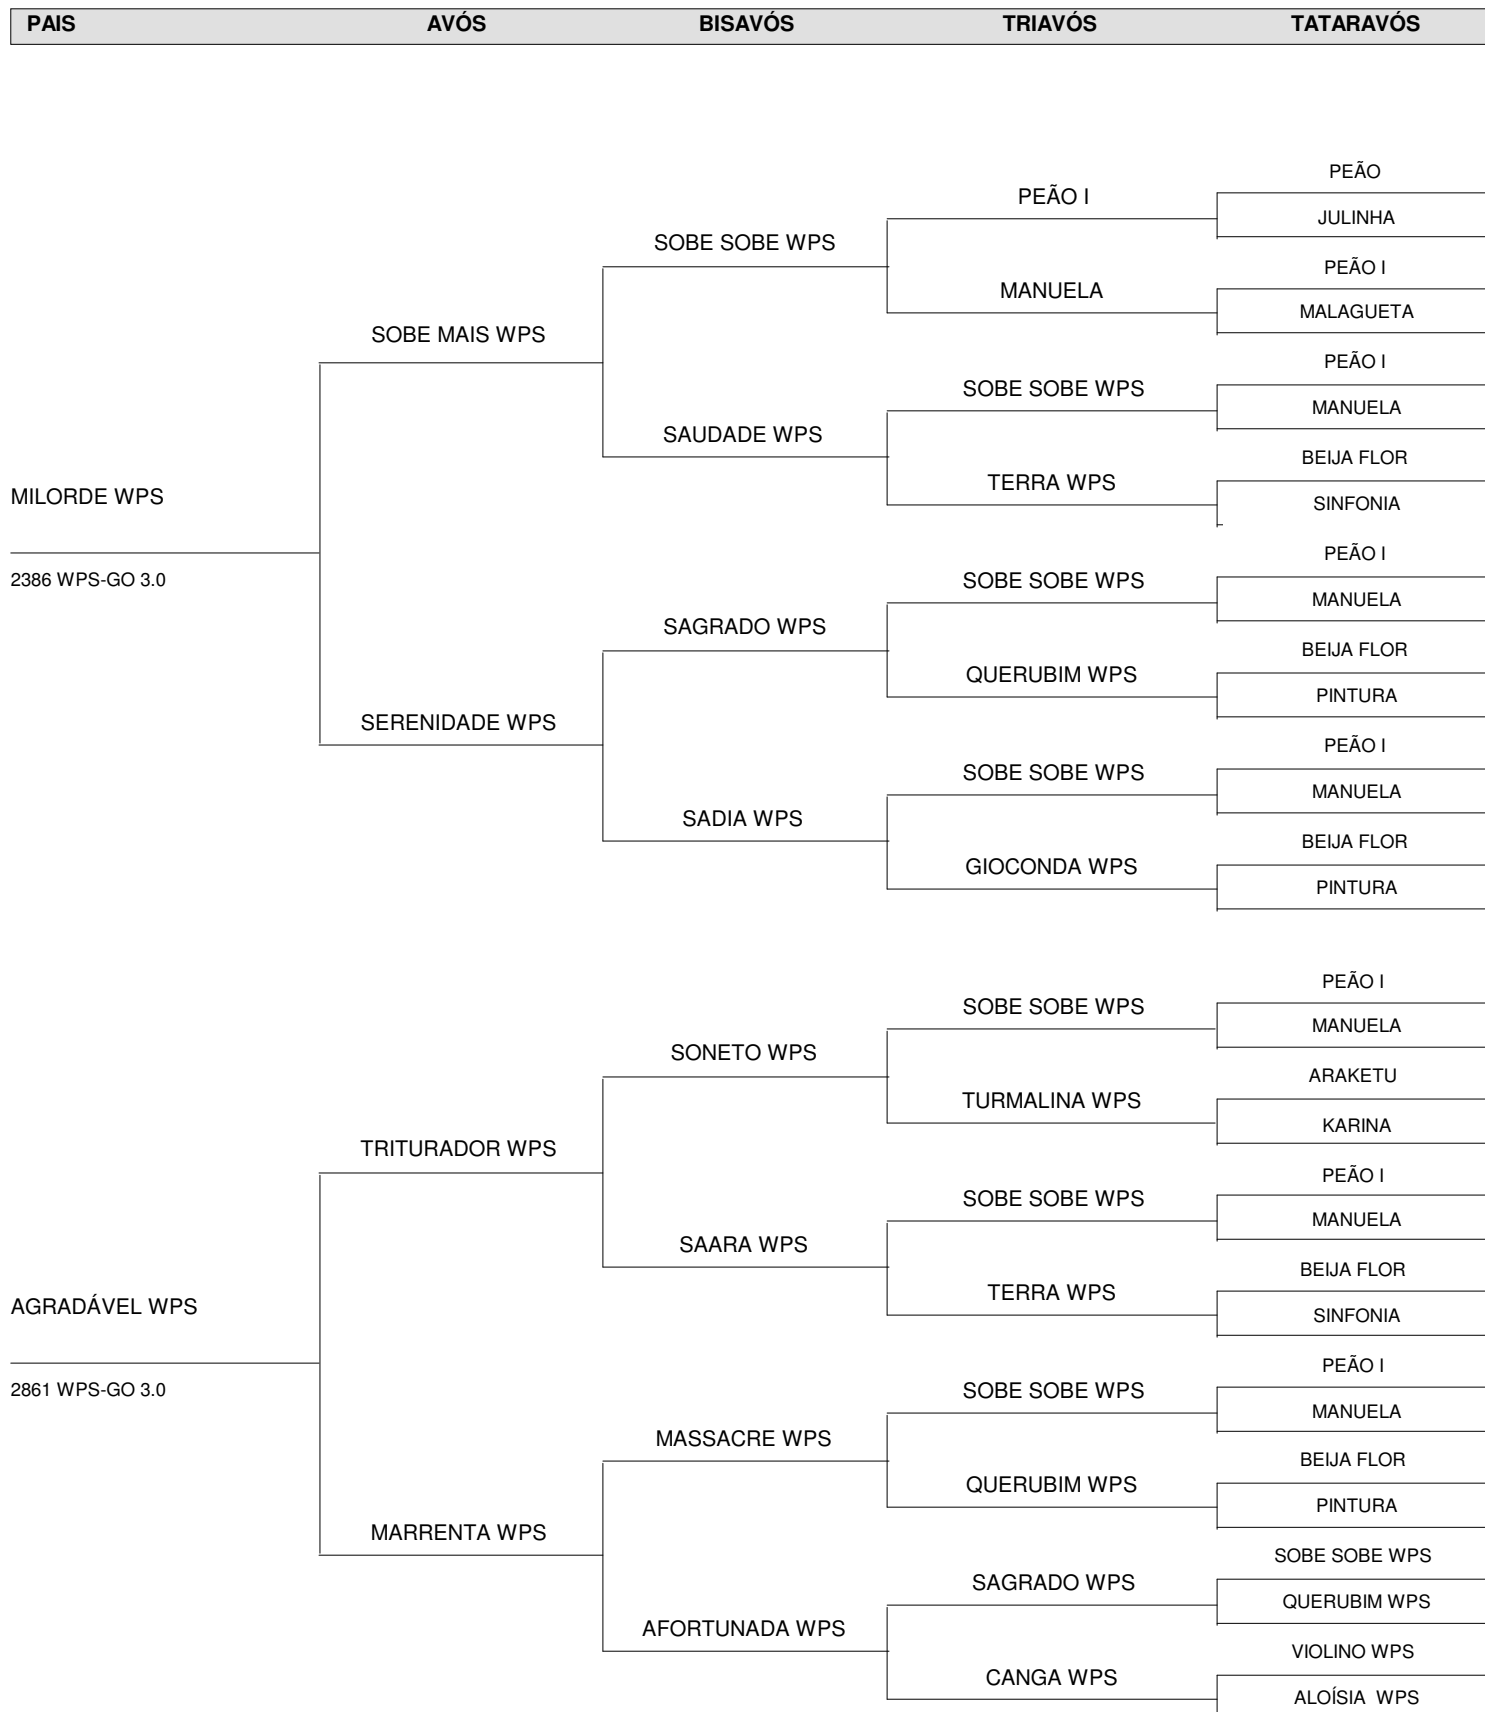 PAIS AVÓS BISAVÓS TRIAVÓS TATARAVÓS
PEÃO
PEÃO I
JULINHA
SOBE SOBE WPS
PEÃO I
MANUELA
MALAGUETA
SOBE MAIS WPS
PEÃO I
SOBE SOBE WPS
MANUELA
SAUDADE WPS
BEIJA FLOR
TERRA WPS
MILORDE WPS
SINFONIA
PEÃO I
2386 WPS-GO 3.0
SOBE SOBE WPS
MANUELA
SAGRADO WPS
BEIJA FLOR
QUERUBIM WPS
PINTURA
SERENIDADE WPS
PEÃO I
SOBE SOBE WPS
MANUELA
SADIA WPS
BEIJA FLOR
GIOCONDA WPS
PINTURA
PEÃO I
SOBE SOBE WPS
MANUELA
SONETO WPS
ARAKETU
TURMALINA WPS
KARINA
TRITURADOR WPS
PEÃO I
SOBE SOBE WPS
MANUELA
SAARA WPS
BEIJA FLOR
TERRA WPS
AGRADÁVEL WPS
SINFONIA
PEÃO I
2861 WPS-GO 3.0
SOBE SOBE WPS
MANUELA
MASSACRE WPS
BEIJA FLOR
QUERUBIM WPS
PINTURA
MARRENTA WPS
SOBE SOBE WPS
SAGRADO WPS
QUERUBIM WPS
AFORTUNADA WPS
VIOLINO WPS
CANGA WPS
ALOÍSIA WPS